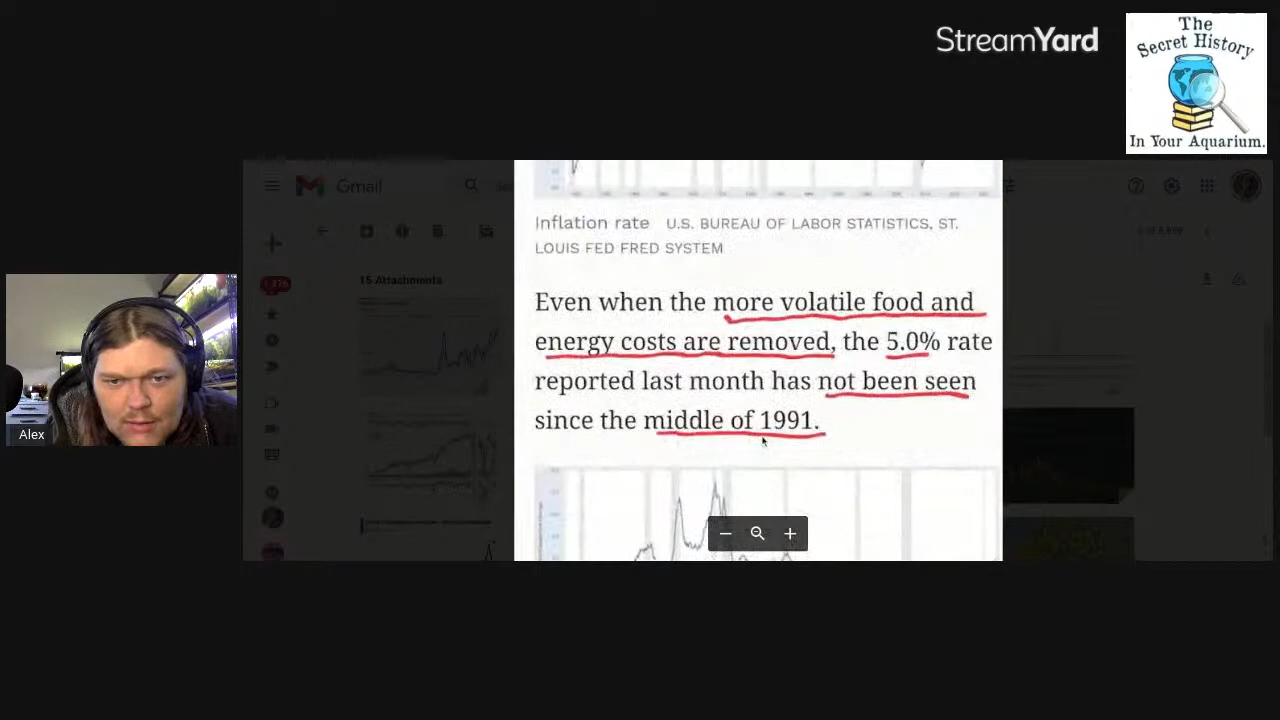 StreamYard
The
Secret History
In Your Aquarium.
Gmail
15 Attachments
Inflation rate U.S. BUREAU OF LABOR STATISTICS, ST.
LOUIS FED FRED SYSTEM
Even when the more volatile food and
energy costs are removed, the 5.0% rate
reported last month has not been seen
since the middle of 1991.
Alex